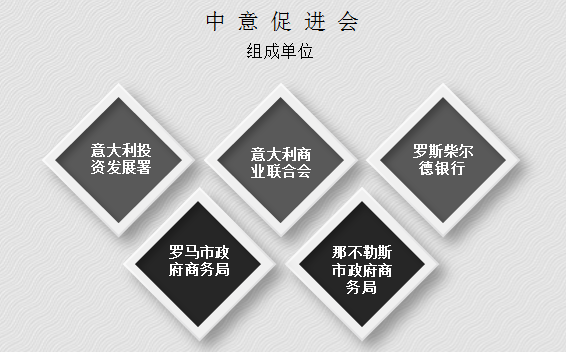 中意促进会
组成单位
意大利投
资发展署
意大利商
业联合会
罗斯柴尔
德银行
罗马市政
府商务局
那不勒斯
市政府商
务局